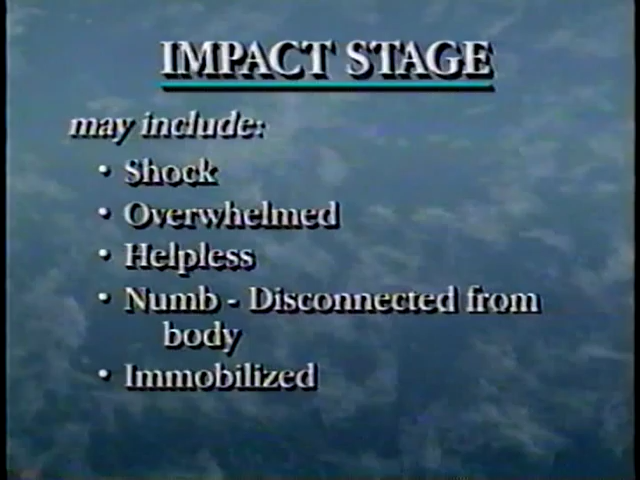 IMPACT STAGE
may include:
• Shock
• Overwhelmed
• Helpless
• Numb - Disconnected from
body
• Immobilized